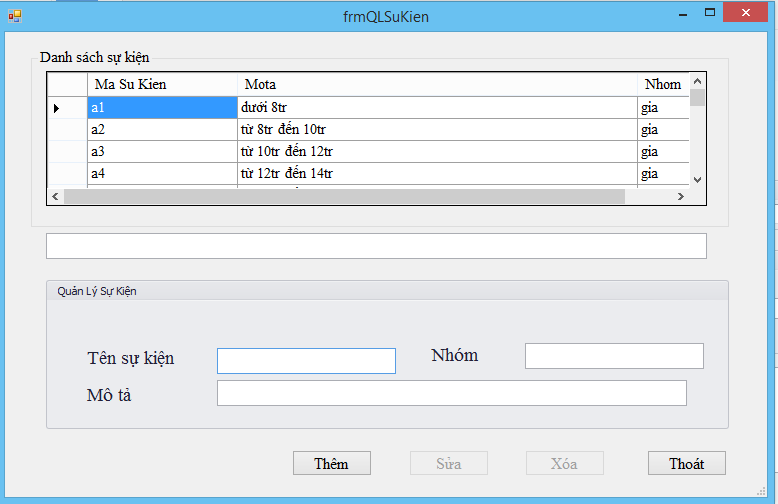 frmQLSuKien
Danh sách sự kiện
Ma Su Kien Mota Nhom
a1 dưới 8tr gia
a2 từ 8tr đến 10tr gia
a3 từ 10tr đến 12tr gia
a4 từ 12tr đến 14tr gia
Quản Lý Sự Kiện
Tên sự kiện Nhóm
Mô tả
Thêm Sửa Xóa Thoát